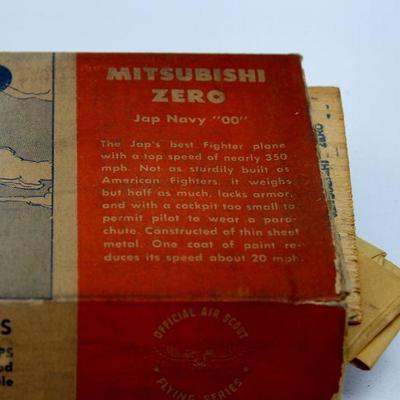 MITSUBISHI
ZERO
Jap Navy "00"
The Jap's best Fighter plane
with a top speed of nearly 350
mph. Not as sturdily built as
American Fighters, it weighs
but half as much, lacks armor,
and with a cockpit too small to
permit pilot to wear a para-
chute. Constructed of thin sheet
metal. One coat of paint re-
duces its speed about 20 mph.
OFFICIAL AIR SCOUT
FLYING SERIES
S
PS
od
ble